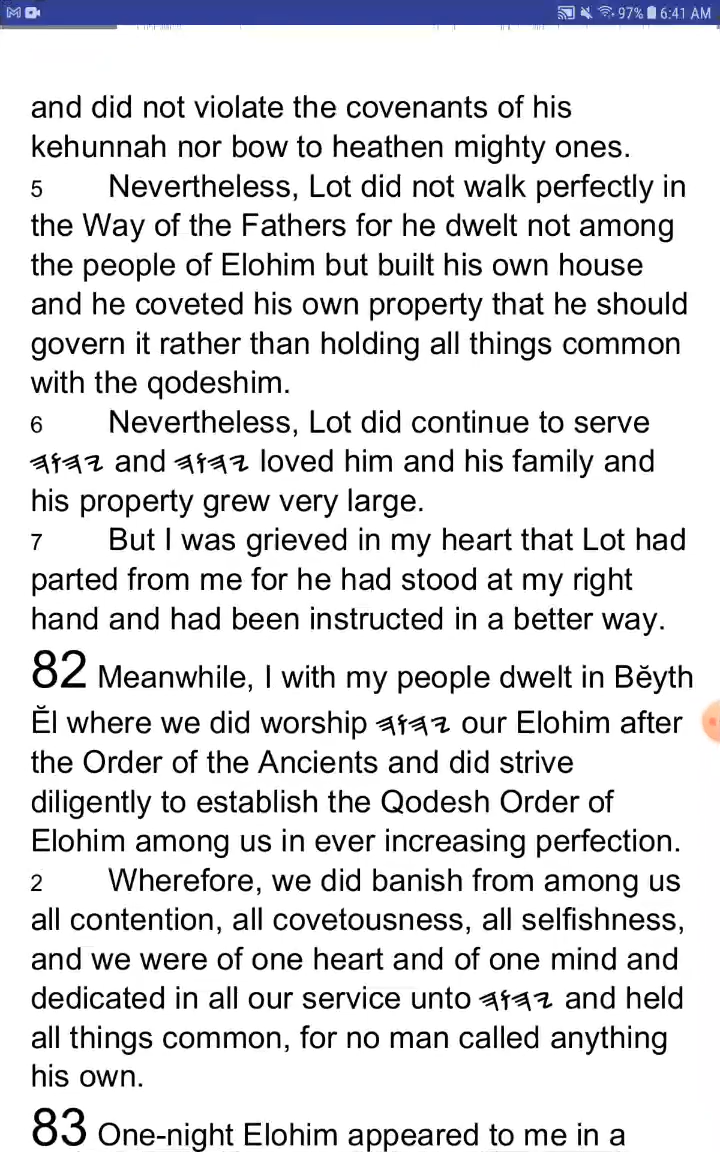 97% 6:41 AM
and did not violate the covenants of his
kehunnah nor bow to heathen mighty ones.
5 Nevertheless, Lot did not walk perfectly in
the Way of the Fathers for he dwelt not among
the people of Elohim but built his own house
and he coveted his own property that he should
govern it rather than holding all things common
with the qodeshim.
6 Nevertheless, Lot did continue to serve
𐤉𐤄𐤅𐤄 and 𐤉𐤄𐤅𐤄 loved him and his family and
his property grew very large.
7 But I was grieved in my heart that Lot had
parted from me for he had stood at my right
hand and had been instructed in a better way.
82 Meanwhile, I with my people dwelt in Bĕyth
Ĕl where we did worship 𐤉𐤄𐤅𐤄 our Elohim after
the Order of the Ancients and did strive
diligently to establish the Qodesh Order of
Elohim among us in ever increasing perfection.
2 Wherefore, we did banish from among us
all contention, all covetousness, all selfishness,
and we were of one heart and of one mind and
dedicated in all our service unto 𐤉𐤄𐤅𐤄 and held
all things common, for no man called anything
his own.
83 One-night Elohim appeared to me in a